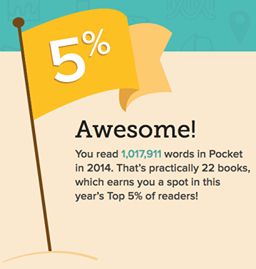 5%
Awesome!
You read 1,017,911 words in Pocket
in 2014. That's practically 22 books,
which earns you a spot in this
year's Top 5% of readers!